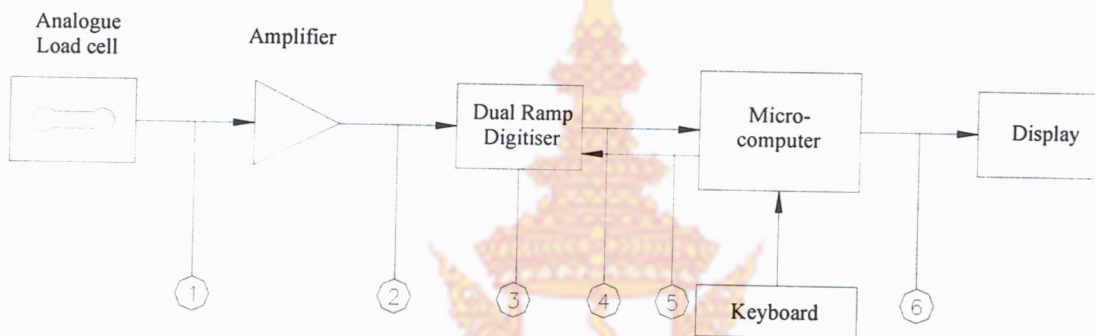 Analogue
Load cell
Amplifier
Dual Ramp
Digitiser
Micro-
computer
Display
1
2
3
4
5
Keyboard
6